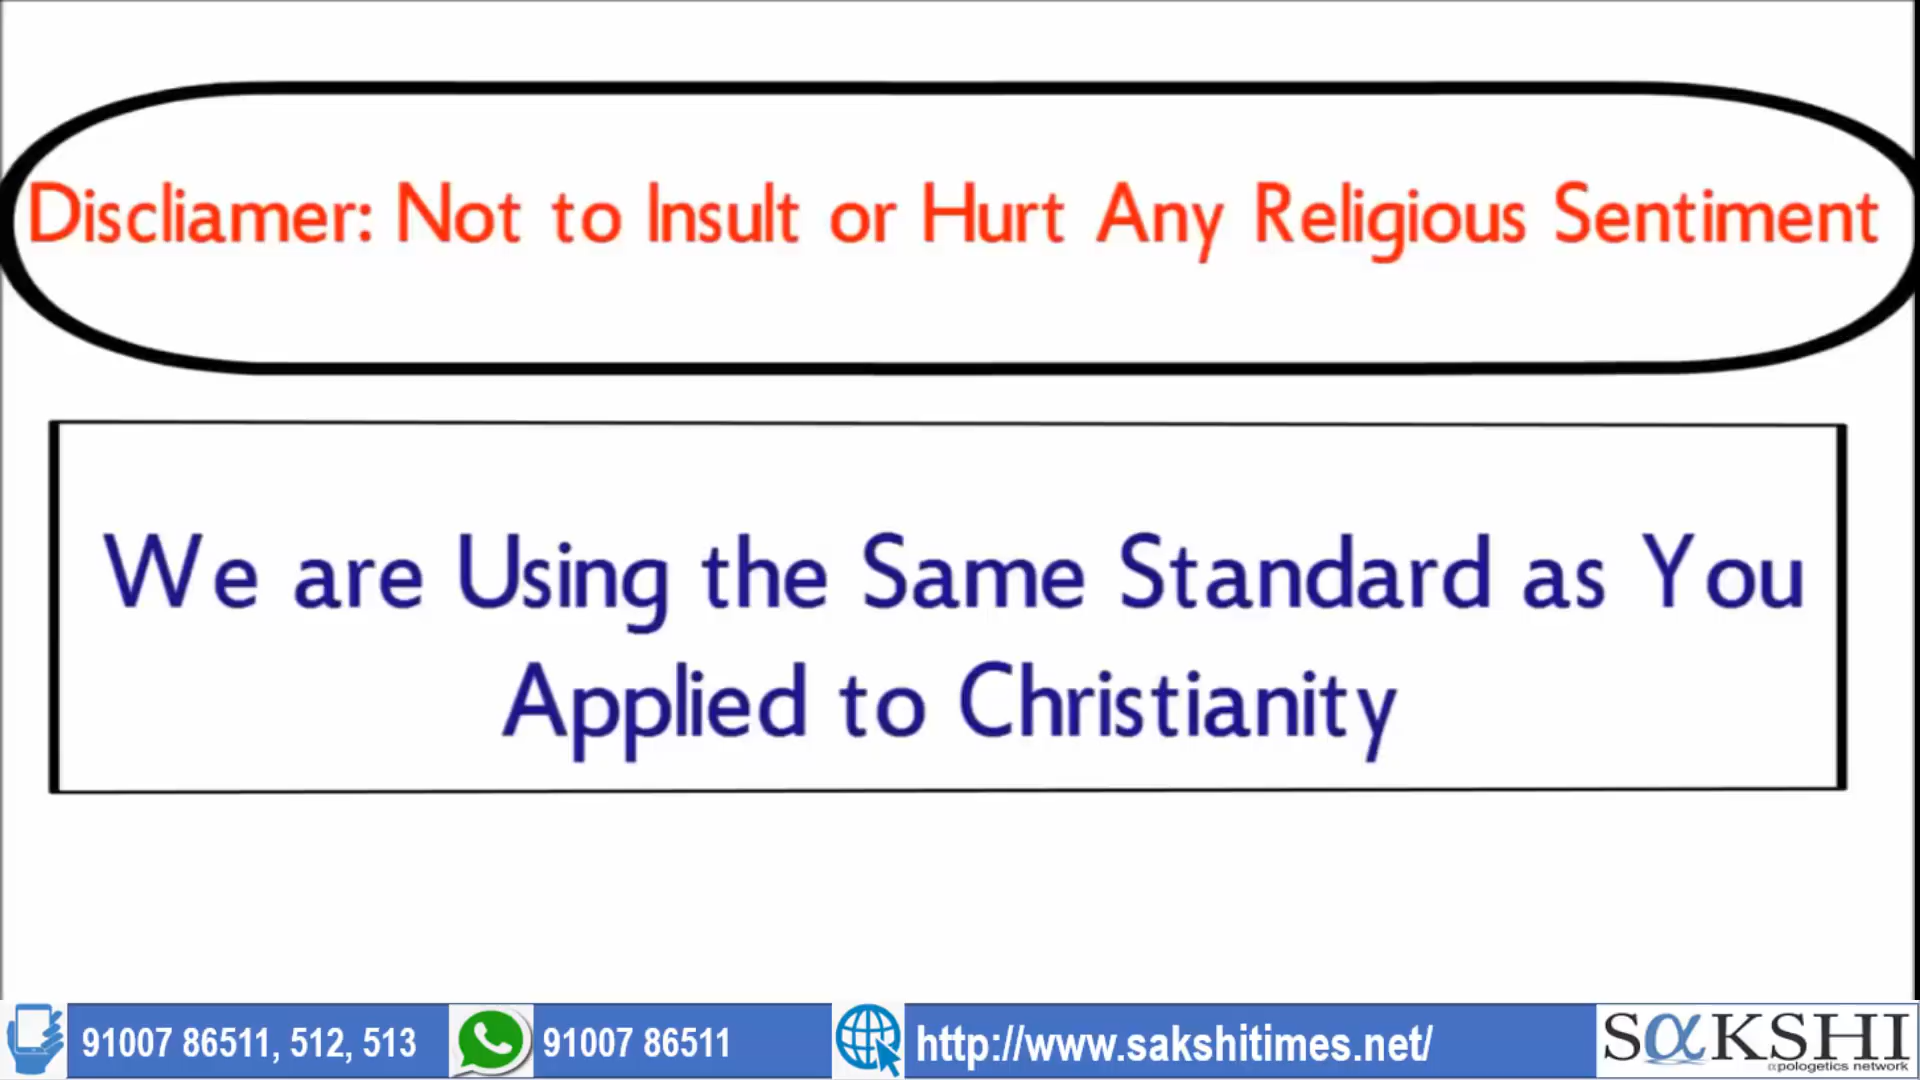 Discliamer: Not to Insult or Hurt Any Religious Sentiment
We are Using the Same Standard as You
Applied to Christianity
91007 86511, 512, 513
91007 86511
http://www.sakshitimes.net/
SαKSHI
αpologetics network